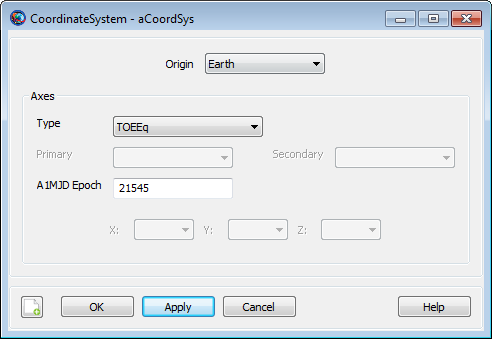 CoordinateSystem - aCoordSys
Origin Earth
Axes
Type TOEEq
Primary Secondary
A1MJD Epoch 21545
X: Y: Z:
OK Apply Cancel Help